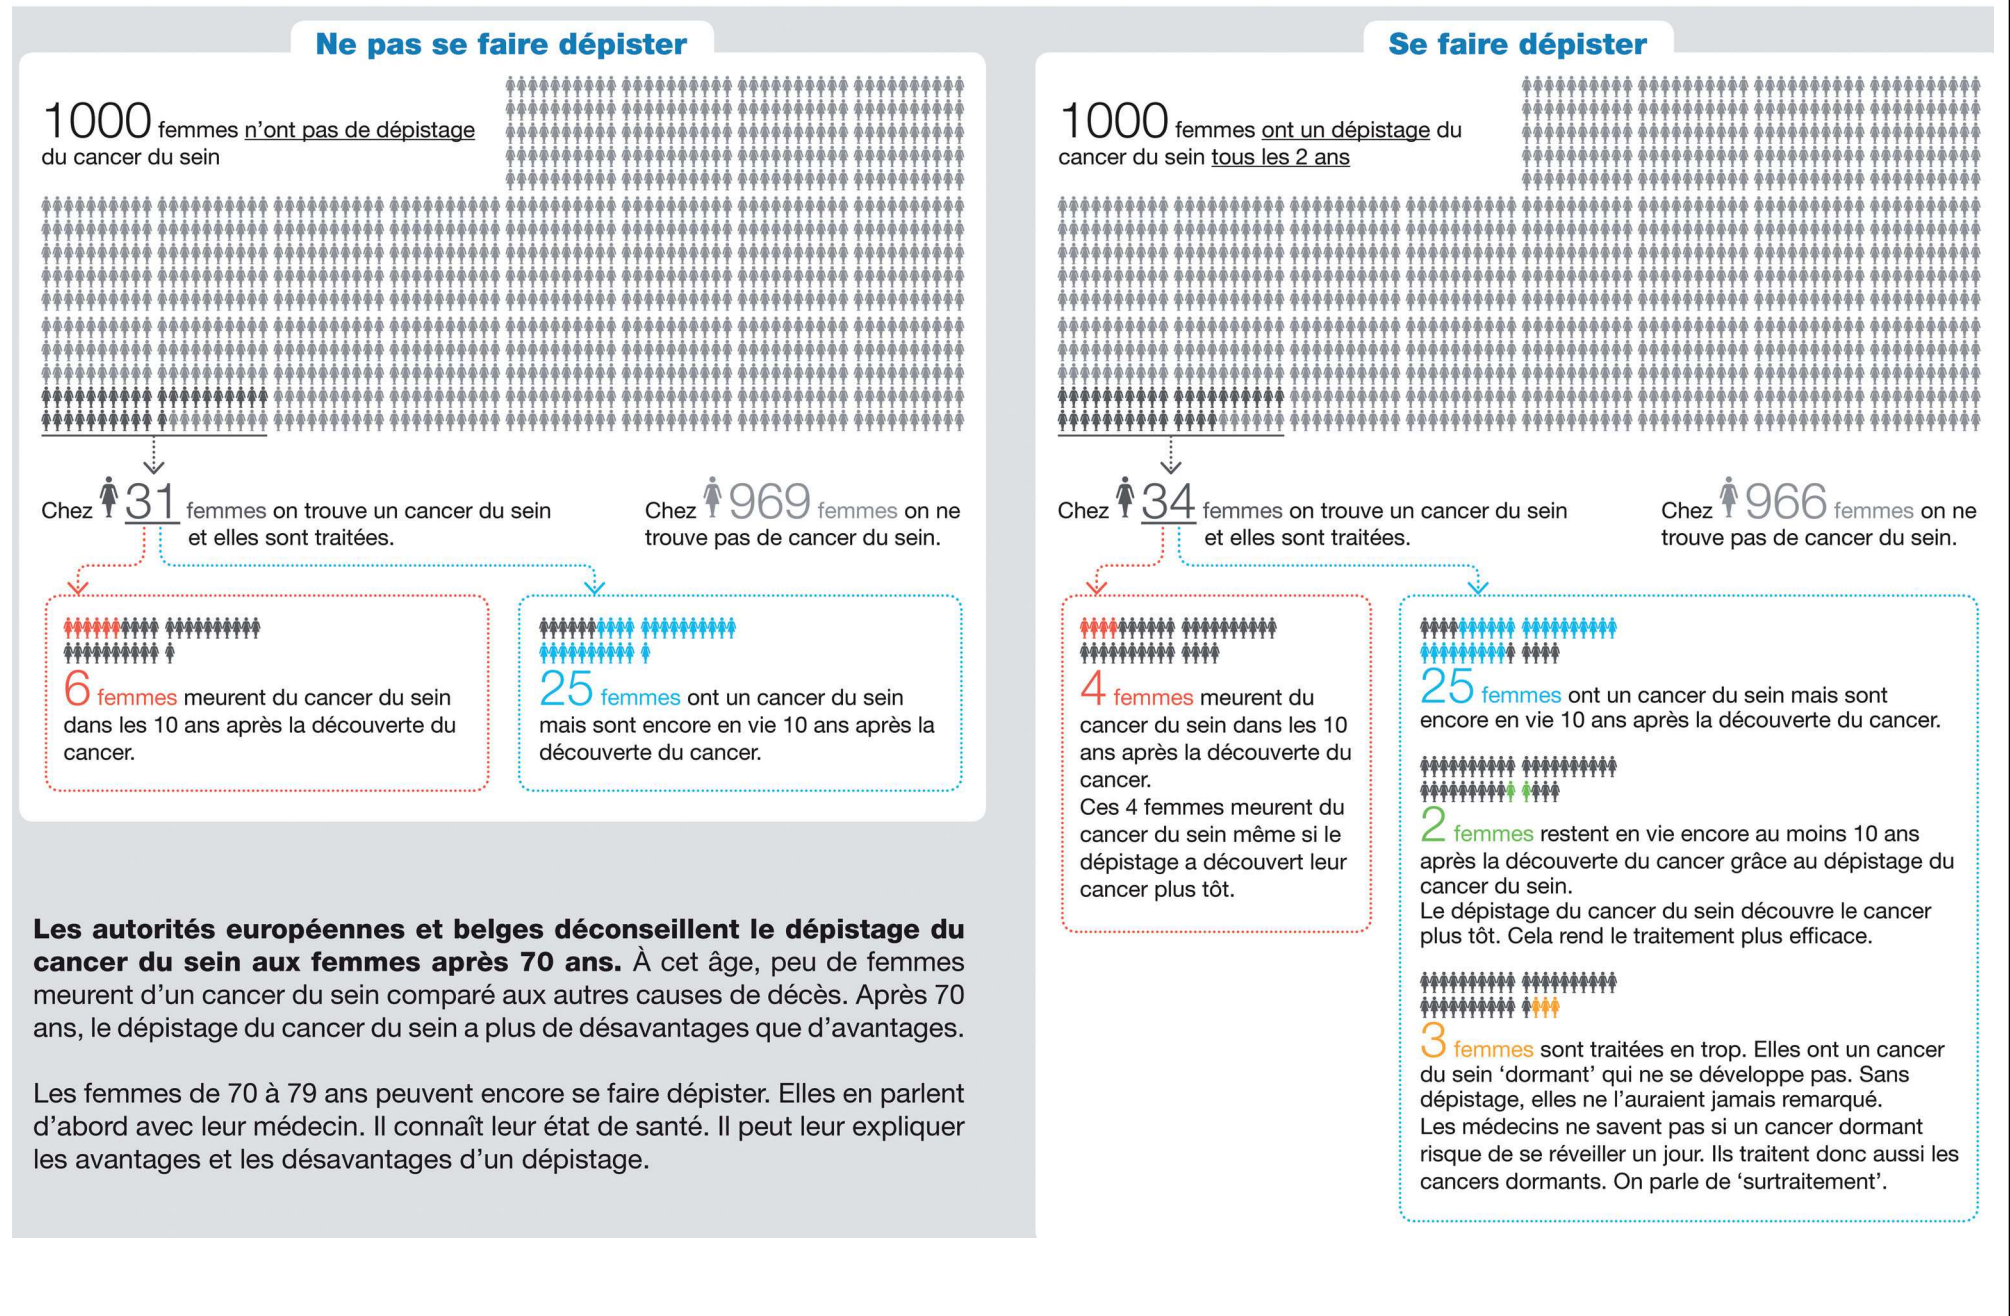 Ne pas se faire dépister
1000 femmes n’ont pas de dépistage
du cancer du sein
Chez 31 femmes on trouve un cancer du sein
et elles sont traitées.
Chez 969 femmes on ne
trouve pas de cancer du sein.
6 femmes meurent du cancer du sein
dans les 10 ans après la découverte du
cancer.
25 femmes ont un cancer du sein
mais sont encore en vie 10 ans après la
découverte du cancer.
Les autorités européennes et belges déconseillent le dépistage du
cancer du sein aux femmes après 70 ans. À cet âge, peu de femmes
meurent d’un cancer du sein comparé aux autres causes de décès. Après 70
ans, le dépistage du cancer du sein a plus de désavantages que d’avantages.
Les femmes de 70 à 79 ans peuvent encore se faire dépister. Elles en parlent
d’abord avec leur médecin. Il connaît leur état de santé. Il peut leur expliquer
les avantages et les désavantages d’un dépistage.
Se faire dépister
1000 femmes ont un dépistage du
cancer du sein tous les 2 ans
Chez 34 femmes on trouve un cancer du sein
et elles sont traitées.
Chez 966 femmes on ne
trouve pas de cancer du sein.
4 femmes meurent du
cancer du sein dans les 10
ans après la découverte du
cancer.
Ces 4 femmes meurent du
cancer du sein même si le
dépistage a découvert leur
cancer plus tôt.
25 femmes ont un cancer du sein mais sont
encore en vie 10 ans après la découverte du cancer.
2 femmes restent en vie encore au moins 10 ans
après la découverte du cancer grâce au dépistage du
cancer du sein.
Le dépistage du cancer du sein découvre le cancer
plus tôt. Cela rend le traitement plus efficace.
3 femmes sont traitées en trop. Elles ont un cancer
du sein ‘dormant’ qui ne se développe pas. Sans
dépistage, elles ne l’auraient jamais remarqué.
Les médecins ne savent pas si un cancer dormant
risque de se réveiller un jour. Ils traitent donc aussi les
cancers dormants. On parle de ‘surtraitement’.